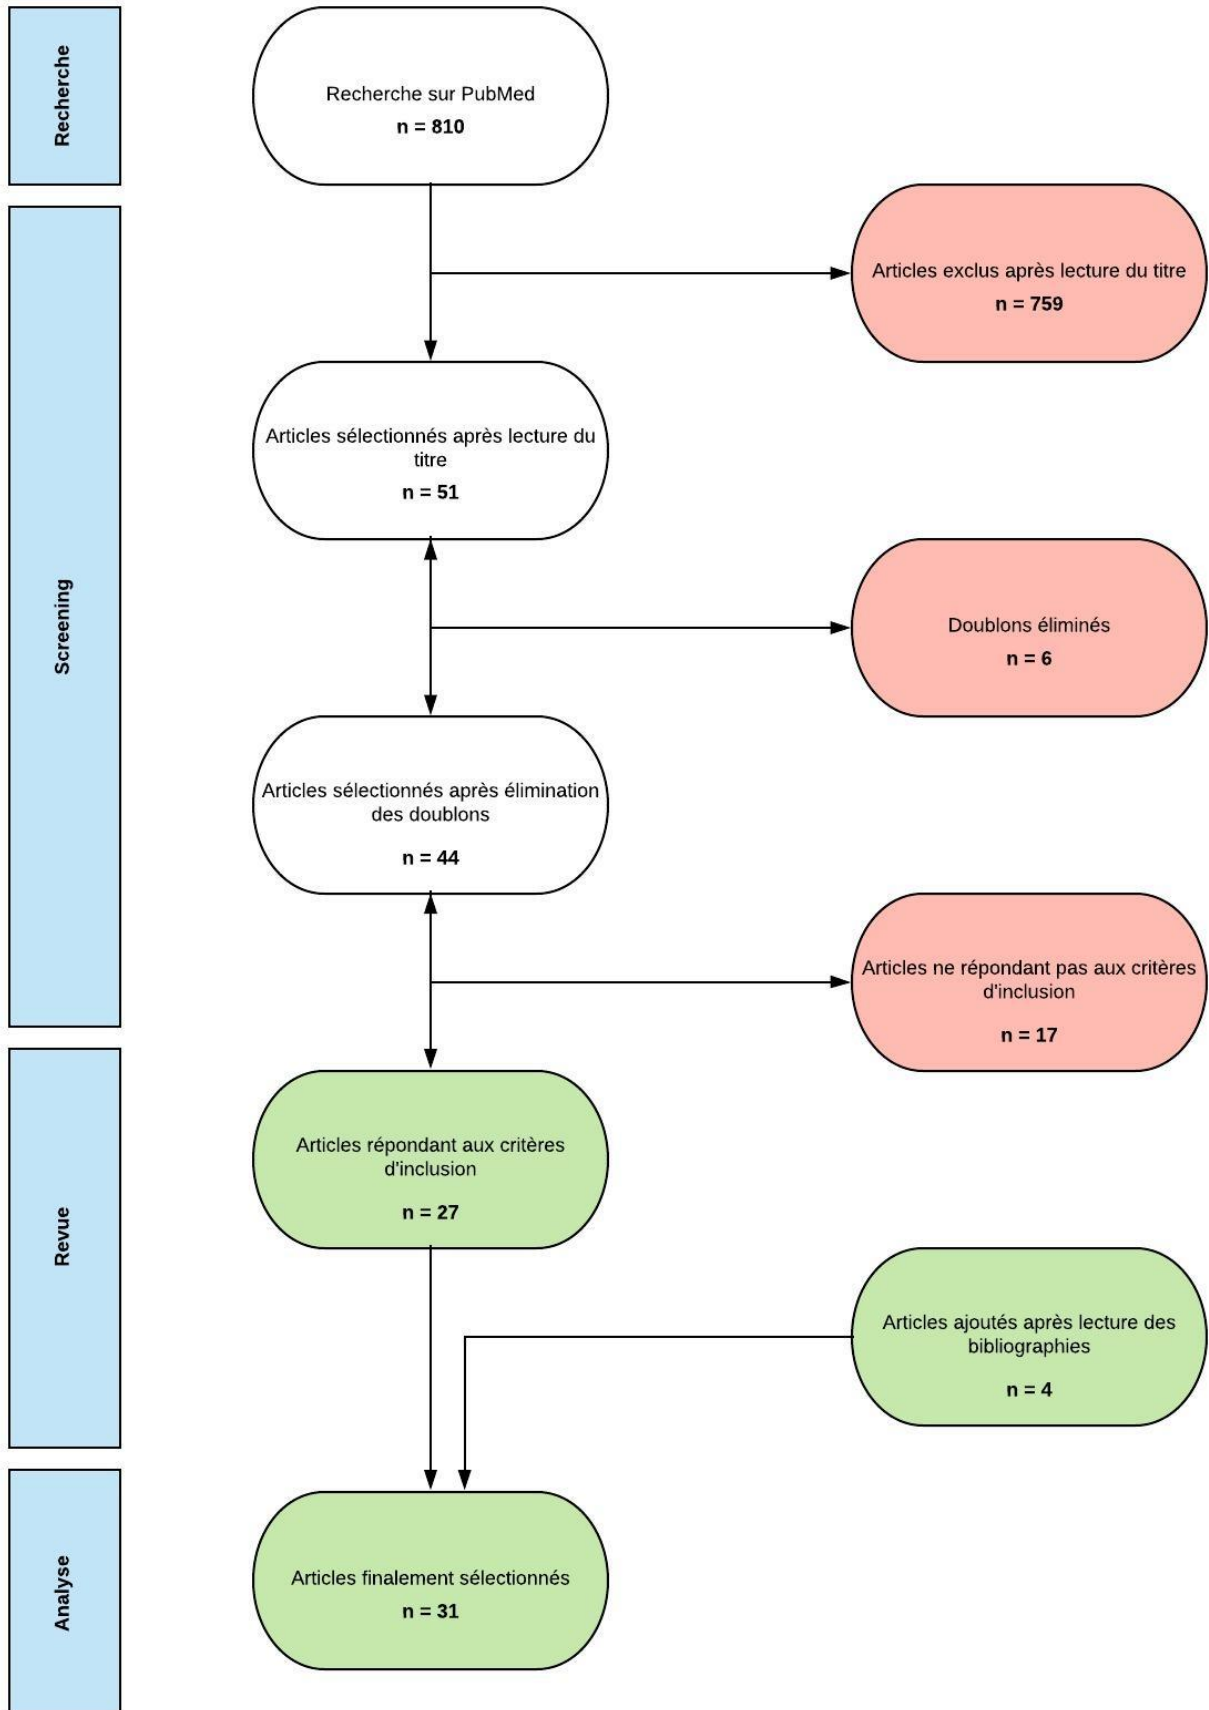 Recherche
Recherche sur PubMed
n = 810
Screening
Articles exclus après lecture du titre
n = 759
Articles sélectionnés après lecture du
titre
n = 51
Doublons éliminés
n = 6
Articles sélectionnés après élimination
des doublons
n = 44
Articles ne répondant pas aux critères
d'inclusion
n = 17
Revue
Articles répondant aux critères
d'inclusion
n = 27
Articles ajoutés après lecture des
bibliographies
n = 4
Analyse
Articles finalement sélectionnés
n = 31